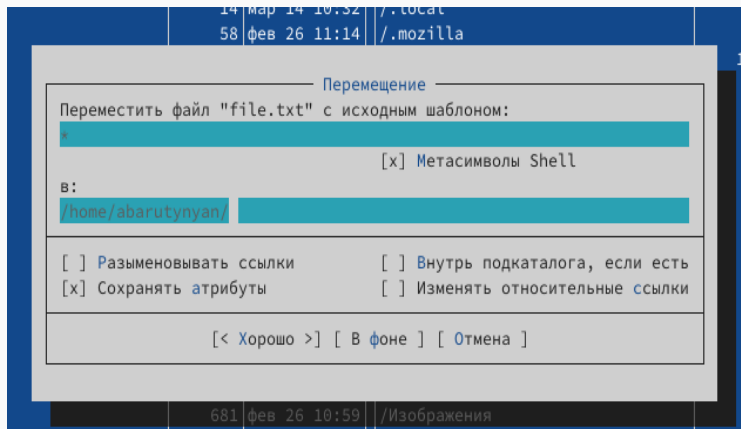 14 мар 14 10:32 /.local
58 фев 26 11:14 /.mozilla
1
Перемещение
Переместить файл "file.txt" с исходным шаблоном:
*
[x] Метасимволы Shell
в:
/home/abarutynyan/
[ ] Разыменовывать ссылки [ ] Внутрь подкаталога, если есть
[x] Сохранять атрибуты [ ] Изменять относительные ссылки
[< Хорошо >] [ В фоне ] [ Отмена ]
681 фев 26 10:59 /Изображения